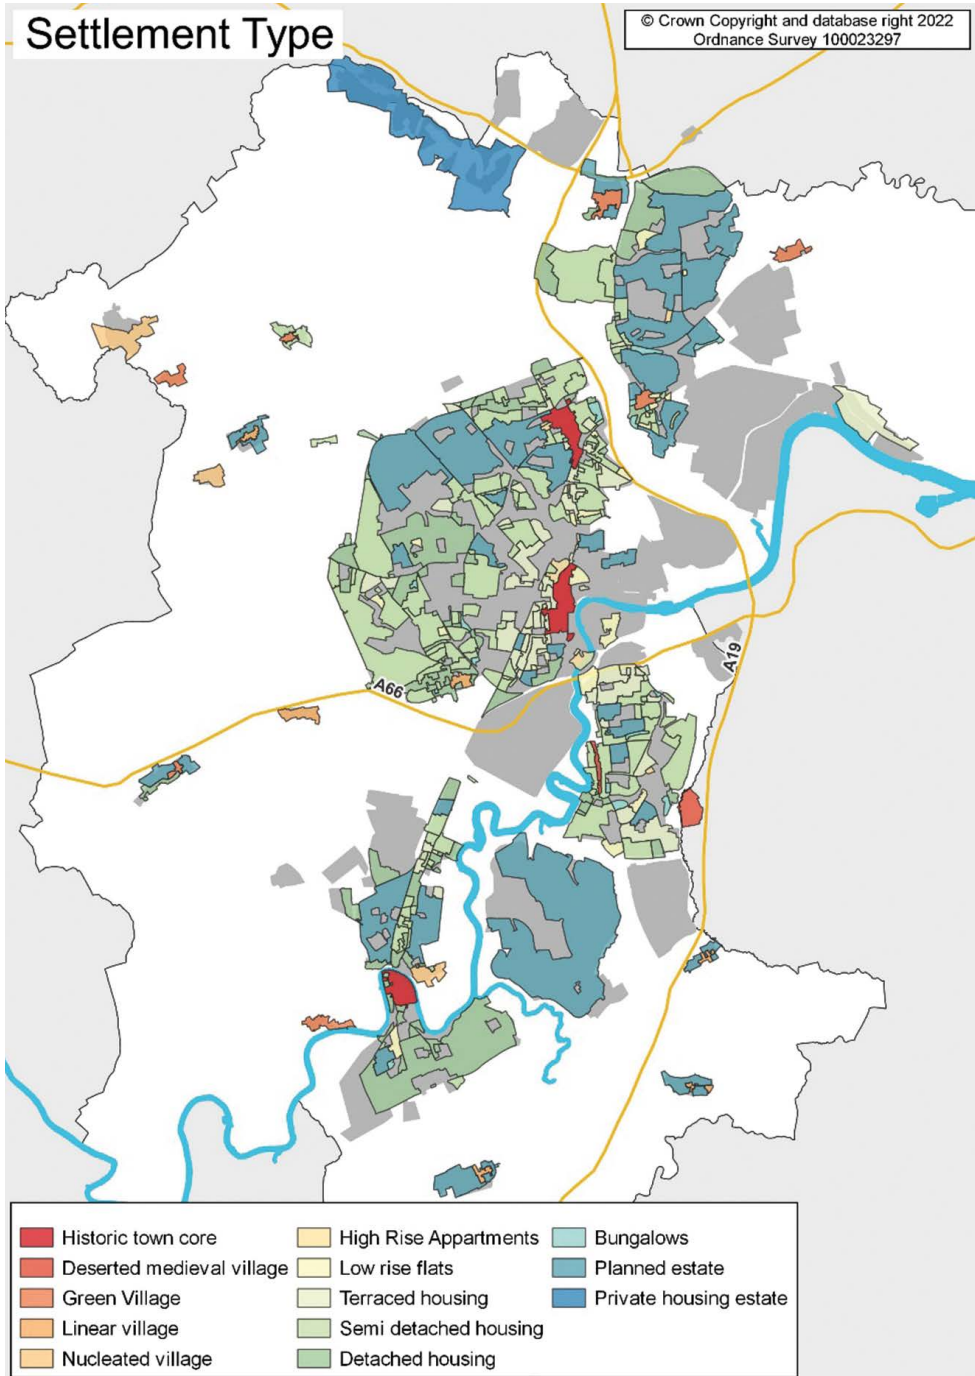 Settlement Type
© Crown Copyright and database right 2022
Ordnance Survey 100023297
A19
A66
Historic town core
Deserted medieval village
Green Village
Linear village
Nucleated village
High Rise Appartments
Low rise flats
Terraced housing
Semi detached housing
Detached housing
Bungalows
Planned estate
Private housing estate